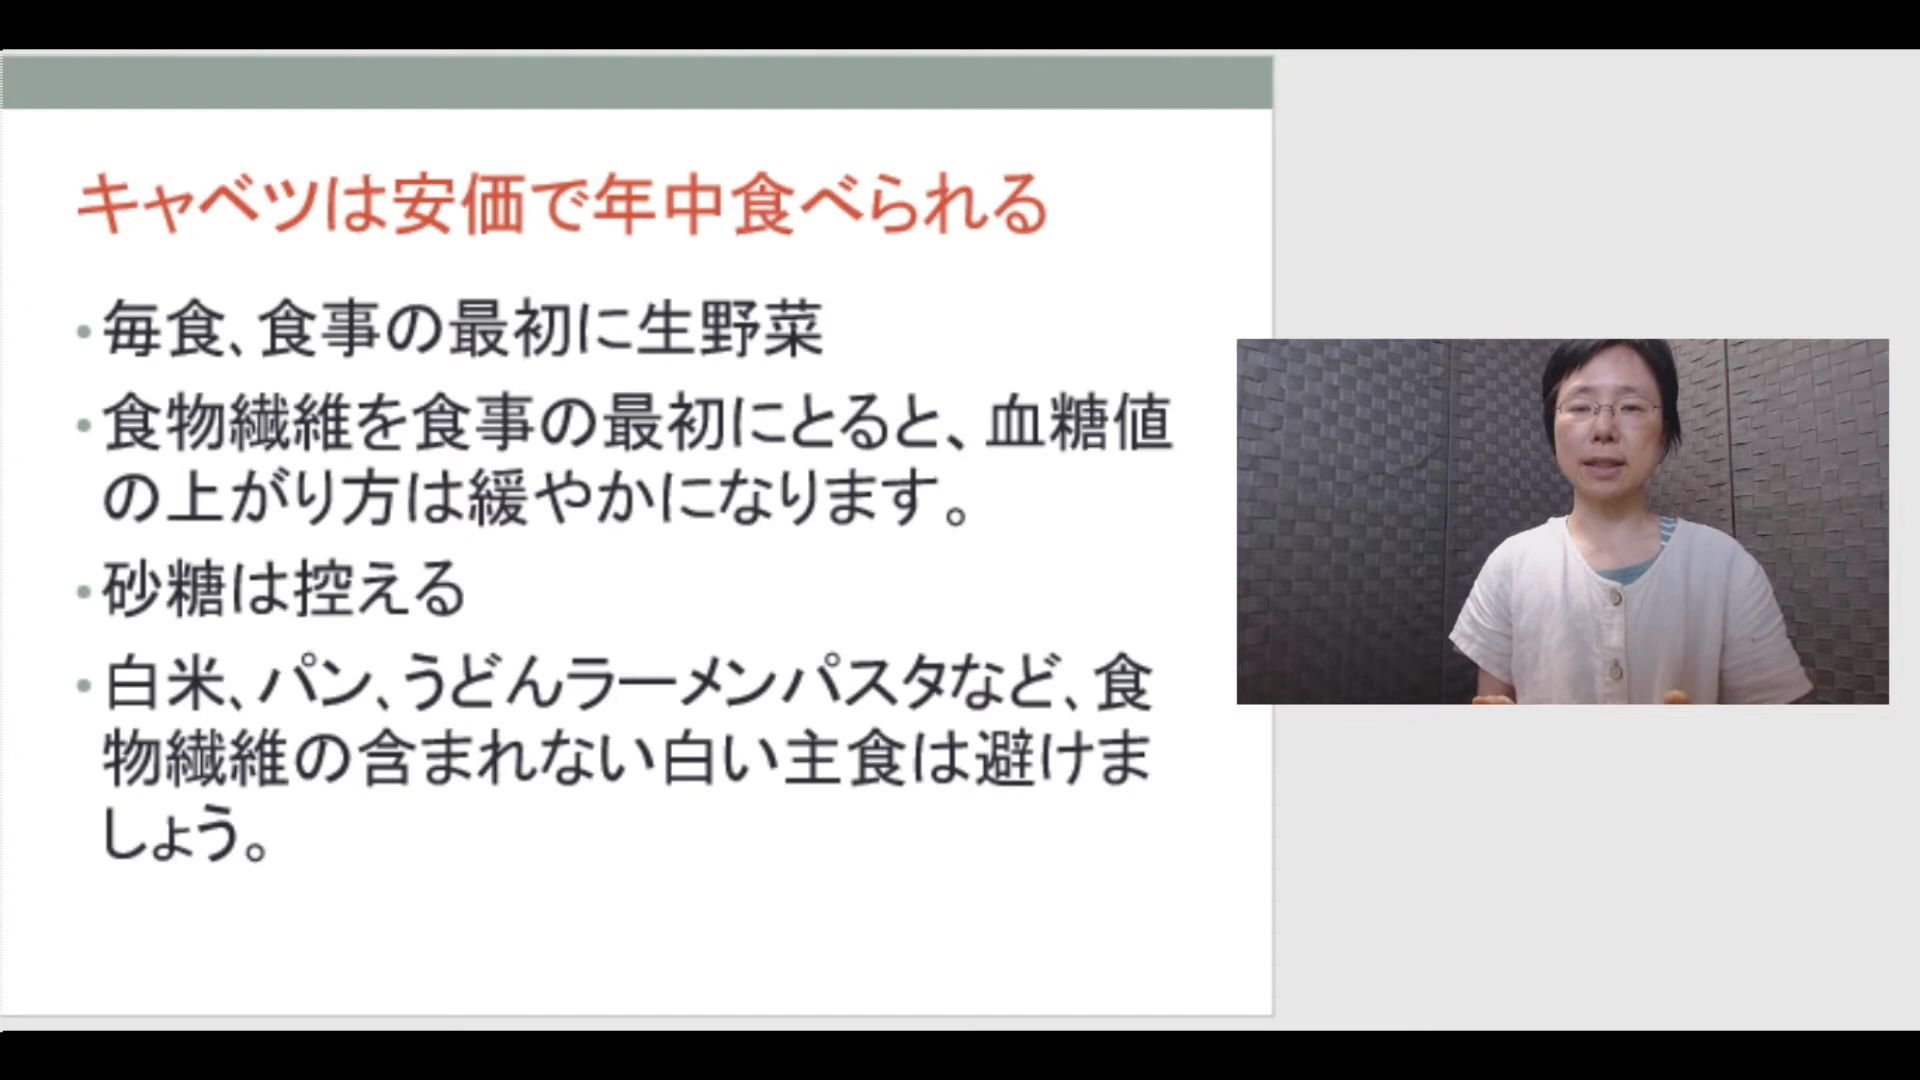 キャベツは安価で年中食べられる
•毎食、食事の最初に生野菜
•食物繊維を食事の最初にとると、血糖値
の上がり方は緩やかになります。
•砂糖は控える
•白米、パン、うどんラーメンパスタなど、食
物繊維の含まれない白い主食は避けま
しょう。